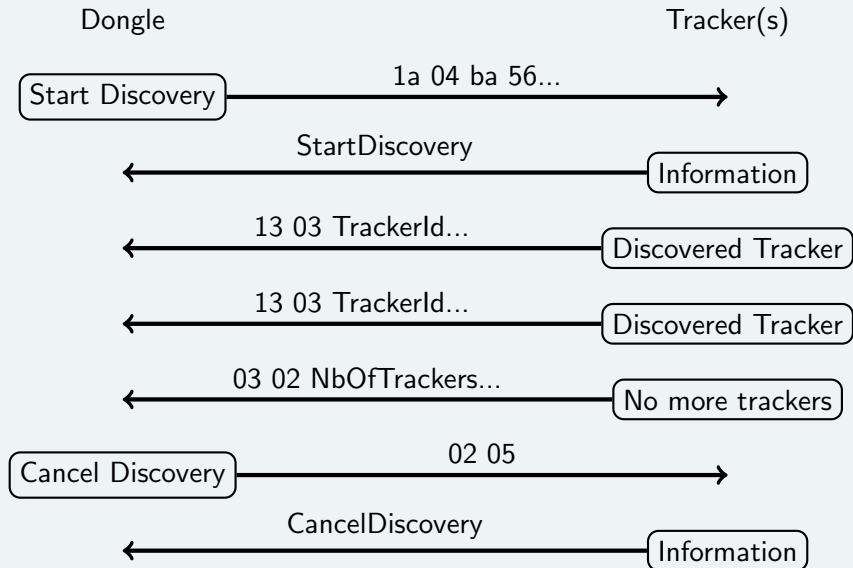 Dongle Tracker(s)
1a 04 ba 56...
Start Discovery
StartDiscovery
Information
13 03 TrackerId...
Discovered Tracker
13 03 TrackerId...
Discovered Tracker
03 02 NbOfTrackers...
No more trackers
02 05
Cancel Discovery
CancelDiscovery
Information